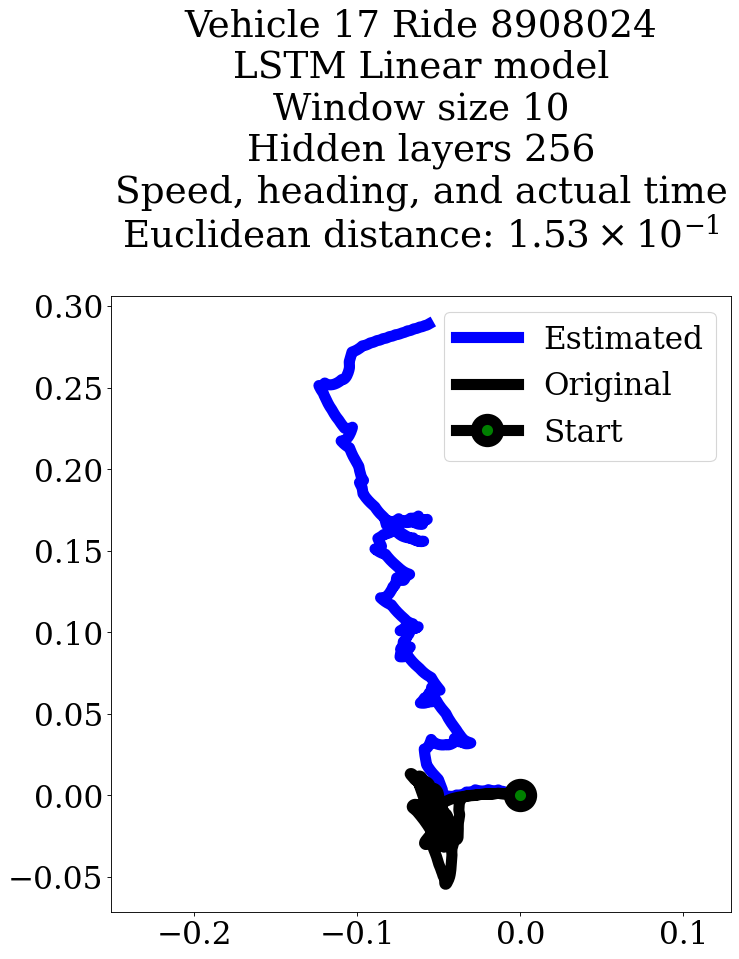 Vehicle 17 Ride 8908024
LSTM Linear model
Window size 10
Hidden layers 256
Speed, heading, and actual time
Euclidean distance: 1.53 × 10⁻¹
0.30
Estimated
0.25
Original
Start
0.20
0.15
0.10
0.05
0.00
−0.05
−0.2 −0.1 0.0 0.1